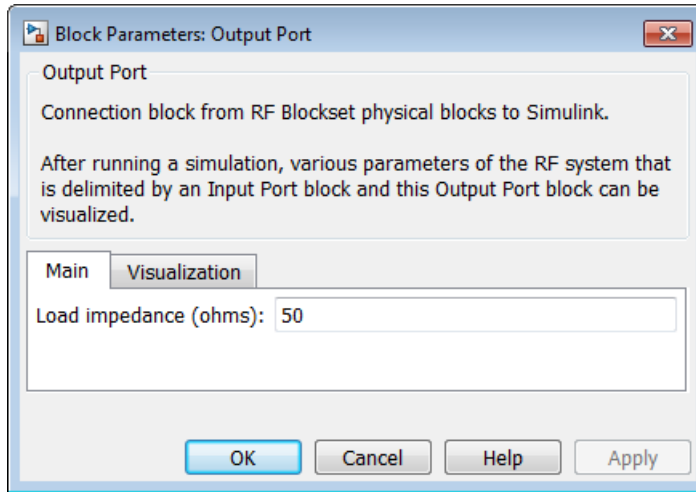 Block Parameters: Output Port
Output Port
Connection block from RF Blockset physical blocks to Simulink.
After running a simulation, various parameters of the RF system that
is delimited by an Input Port block and this Output Port block can be
visualized.
Main Visualization
Load impedance (ohms): 50
OK Cancel Help Apply